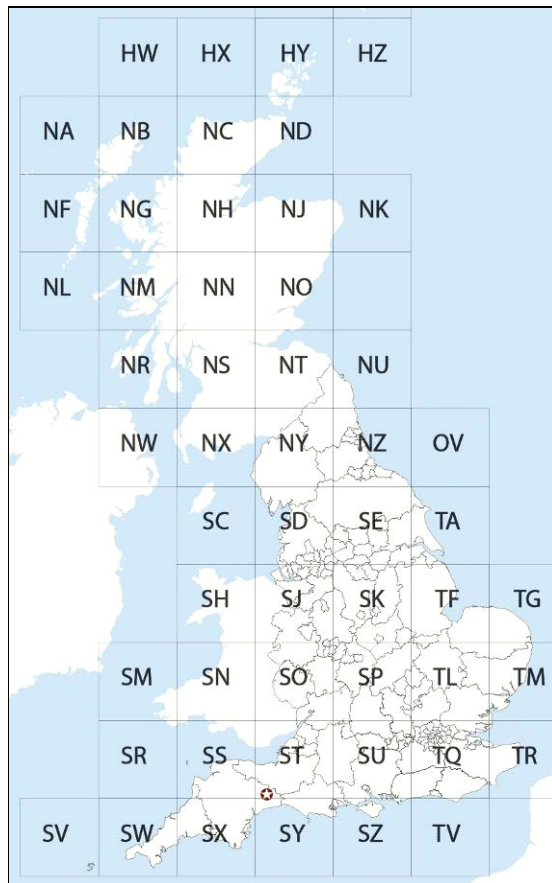 HW HX HY HZ
NA NB NC ND
NF NG NH NJ NK
NL NM NN NO
NR NS NT NU
NW NX NY NZ OV
SC SD SE TA
SH SJ SK TF TG
SM SN SO SP TL TM
SR SS ST SU TQ TR
SV SW SX SY SZ TV